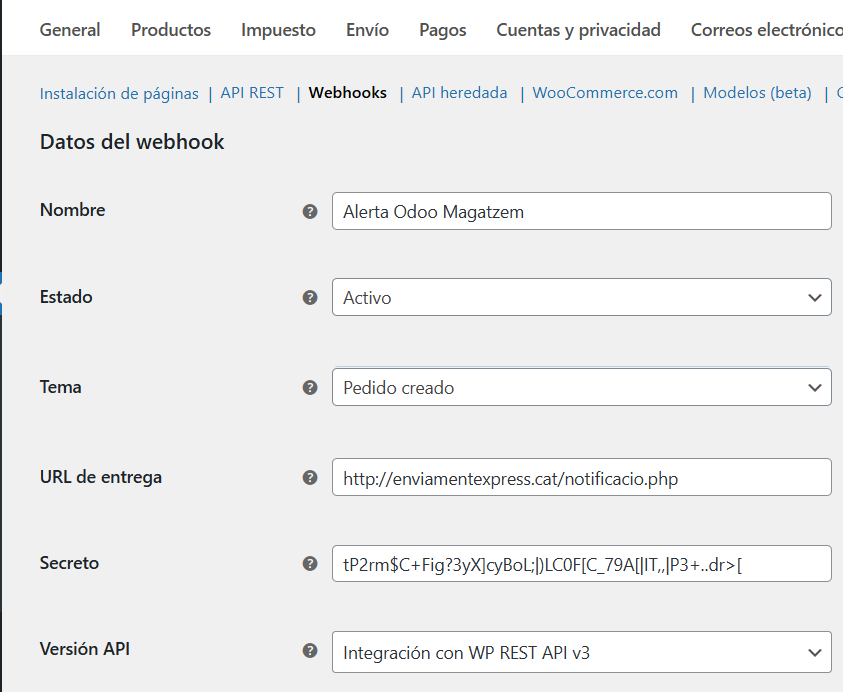 General Productos Impuesto Envío Pagos Cuentas y privacidad Correos electrónico
Instalación de páginas | API REST | Webhooks | API heredada | WooCommerce.com | Modelos (beta) |
Datos del webhook
Nombre ? Alerta Odoo Magatzem
Estado ? Activo
Tema ? Pedido creado
URL de entrega ? http://enviamentexpress.cat/notificacio.php
Secreto ? tP2rm$C+Fig?3yX]cyBoL;|)LC0F[C_79A[|IT,,|P3+..dr>[
Versión API ? Integración con WP REST API v3